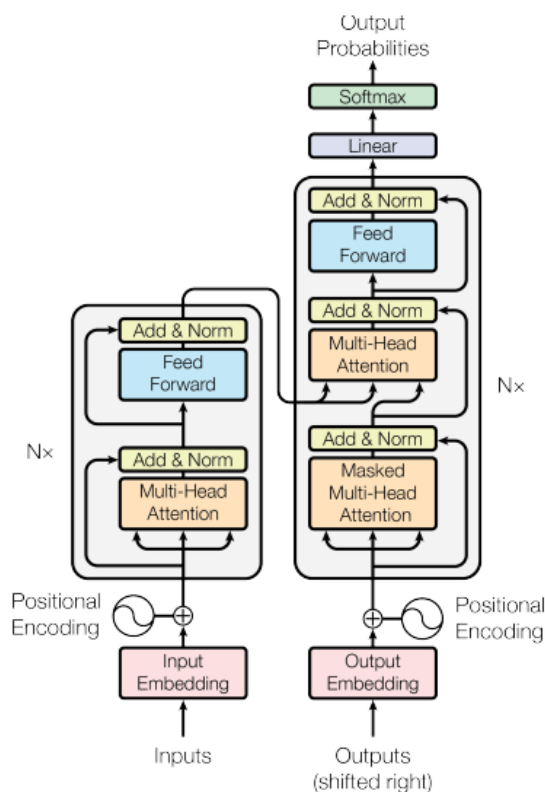 Output
Probabilities
Softmax
Linear
Add & Norm
Feed
Forward
Add & Norm
Multi-Head
Attention
Nx
Add & Norm
Masked
Multi-Head
Attention
Add & Norm
Feed
Forward
Nx
Add & Norm
Multi-Head
Attention
Positional
Encoding
Positional
Encoding
Input
Embedding
Output
Embedding
Inputs
Outputs
(shifted right)